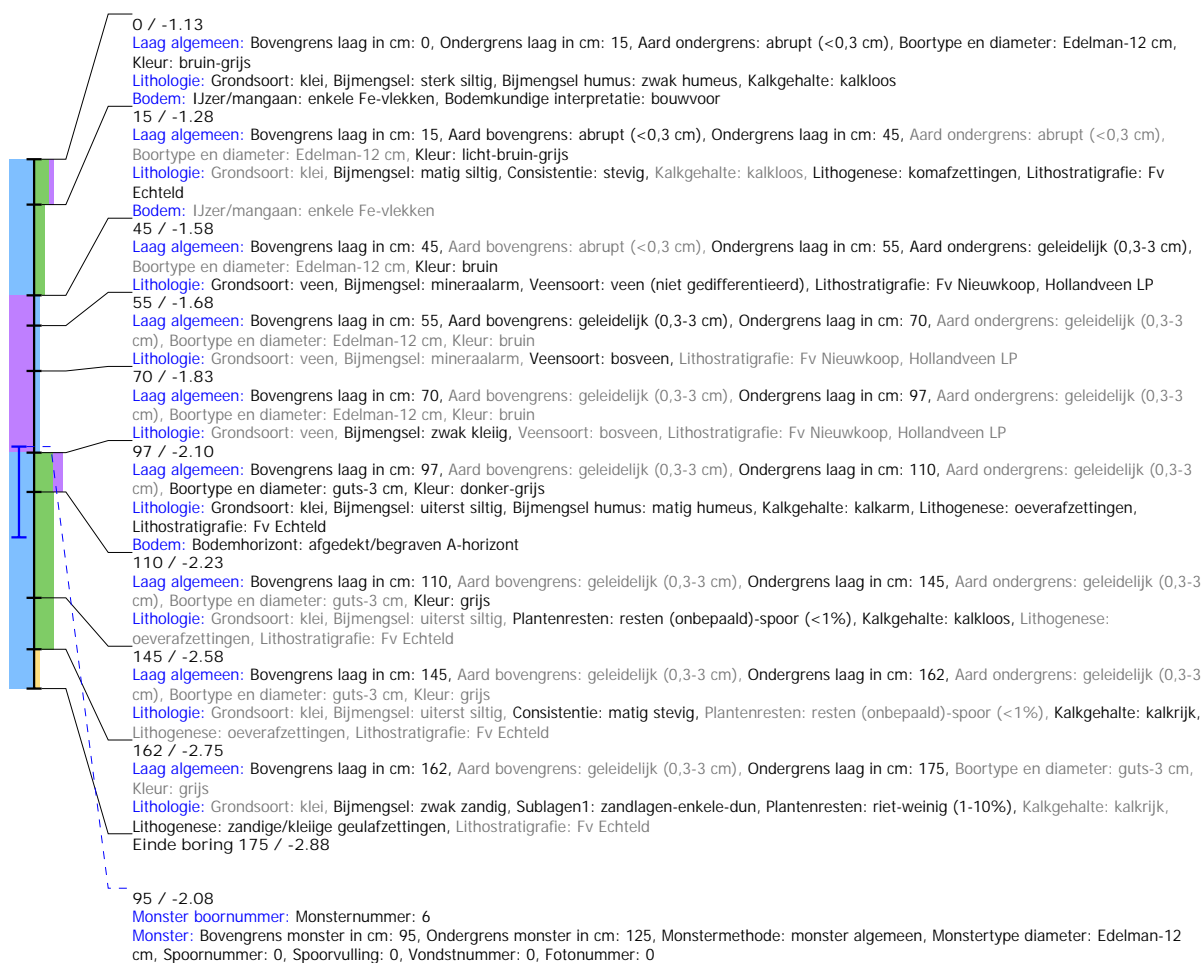 0 / -1.13
Laag algemeen: Bovengrens laag in cm: 0, Ondergrens laag in cm: 15, Aard ondergrens: abrupt (<0,3 cm), Boortype en diameter: Edelman-12 cm,
Kleur: bruin-grijs
Lithologie: Grondsoort: klei, Bijmengsel: sterk siltig, Bijmengsel humus: zwak humeus, Kalkgehalte: kalkloos
Bodem: IJzer/mangaan: enkele Fe-vlekken, Bodemkundige interpretatie: bouwvoor
15 / -1.28
Laag algemeen: Bovengrens laag in cm: 15, Aard bovengrens: abrupt (<0,3 cm), Ondergrens laag in cm: 45, Aard ondergrens: abrupt (<0,3 cm),
Boortype en diameter: Edelman-12 cm, Kleur: licht-bruin-grijs
Lithologie: Grondsoort: klei, Bijmengsel: matig siltig, Consistentie: stevig, Kalkgehalte: kalkloos, Lithogenese: komafzettingen, Lithostratigrafie: Fv
Echteld
Bodem: IJzer/mangaan: enkele Fe-vlekken
45 / -1.58
Laag algemeen: Bovengrens laag in cm: 45, Aard bovengrens: abrupt (<0,3 cm), Ondergrens laag in cm: 55, Aard ondergrens: geleidelijk (0,3-3 cm),
Boortype en diameter: Edelman-12 cm, Kleur: bruin
Lithologie: Grondsoort: veen, Bijmengsel: mineraalarm, Veensoort: veen (niet gedifferentieerd), Lithostratigrafie: Fv Nieuwkoop, Hollandveen LP
55 / -1.68
Laag algemeen: Bovengrens laag in cm: 55, Aard bovengrens: geleidelijk (0,3-3 cm), Ondergrens laag in cm: 70, Aard ondergrens: geleidelijk (0,3-3
cm), Boortype en diameter: Edelman-12 cm, Kleur: bruin
Lithologie: Grondsoort: veen, Bijmengsel: mineraalarm, Veensoort: bosveen, Lithostratigrafie: Fv Nieuwkoop, Hollandveen LP
70 / -1.83
Laag algemeen: Bovengrens laag in cm: 70, Aard bovengrens: geleidelijk (0,3-3 cm), Ondergrens laag in cm: 97, Aard ondergrens: geleidelijk (0,3-3
cm), Boortype en diameter: Edelman-12 cm, Kleur: bruin
Lithologie: Grondsoort: veen, Bijmengsel: zwak kleiig, Veensoort: bosveen, Lithostratigrafie: Fv Nieuwkoop, Hollandveen LP
97 / -2.10
Laag algemeen: Bovengrens laag in cm: 97, Aard bovengrens: geleidelijk (0,3-3 cm), Ondergrens laag in cm: 110, Aard ondergrens: geleidelijk (0,3-3
cm), Boortype en diameter: guts-3 cm, Kleur: donker-grijs
Lithologie: Grondsoort: klei, Bijmengsel: uiterst siltig, Bijmengsel humus: matig humeus, Kalkgehalte: kalkarm, Lithogenese: oeverafzettingen,
Lithostratigrafie: Fv Echteld
Bodem: Bodemhorizont: afgedekt/begraven A-horizont
110 / -2.23
Laag algemeen: Bovengrens laag in cm: 110, Aard bovengrens: geleidelijk (0,3-3 cm), Ondergrens laag in cm: 145, Aard ondergrens: geleidelijk (0,3-3
cm), Boortype en diameter: guts-3 cm, Kleur: grijs
Lithologie: Grondsoort: klei, Bijmengsel: uiterst siltig, Plantenresten: resten (onbepaald)-spoor (<1%), Kalkgehalte: kalkloos, Lithogenese:
oeverafzettingen, Lithostratigrafie: Fv Echteld
145 / -2.58
Laag algemeen: Bovengrens laag in cm: 145, Aard bovengrens: geleidelijk (0,3-3 cm), Ondergrens laag in cm: 162, Aard ondergrens: geleidelijk (0,3-3
cm), Boortype en diameter: guts-3 cm, Kleur: grijs
Lithologie: Grondsoort: klei, Bijmengsel: uiterst siltig, Consistentie: matig stevig, Plantenresten: resten (onbepaald)-spoor (<1%), Kalkgehalte: kalkrijk,
Lithogenese: oeverafzettingen, Lithostratigrafie: Fv Echteld
162 / -2.75
Laag algemeen: Bovengrens laag in cm: 162, Aard bovengrens: geleidelijk (0,3-3 cm), Ondergrens laag in cm: 175, Boortype en diameter: guts-3 cm,
Kleur: grijs
Lithologie: Grondsoort: klei, Bijmengsel: zwak zandig, Sublagen1: zandlagen-enkele-dun, Plantenresten: riet-weinig (1-10%), Kalkgehalte: kalkrijk,
Lithogenese: zandige/kleiige geulafzettingen, Lithostratigrafie: Fv Echteld
Einde boring 175 / -2.88
95 / -2.08
Monster boornummer: Monsternummer: 6
Monster: Bovengrens monster in cm: 95, Ondergrens monster in cm: 125, Monstermethode: monster algemeen, Monstertype diameter: Edelman-12
cm, Spoornummer: 0, Spoorvulling: 0, Vondstnummer: 0, Fotonummer: 0